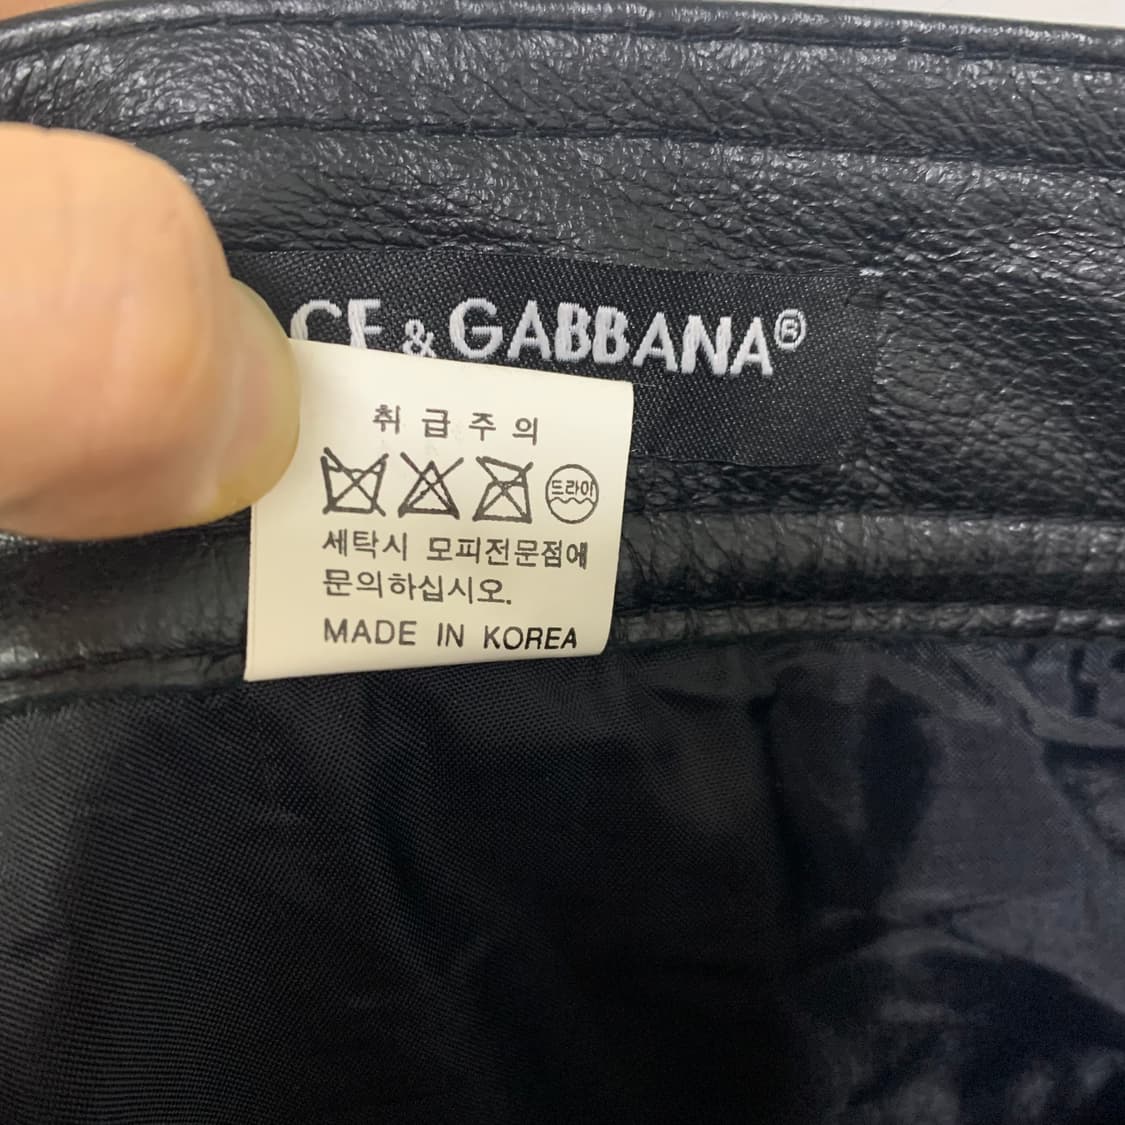 CE & GABBANA®
취급주의
드라이
세탁시 모피전문점에
문의하십시오.
MADE IN KOREA